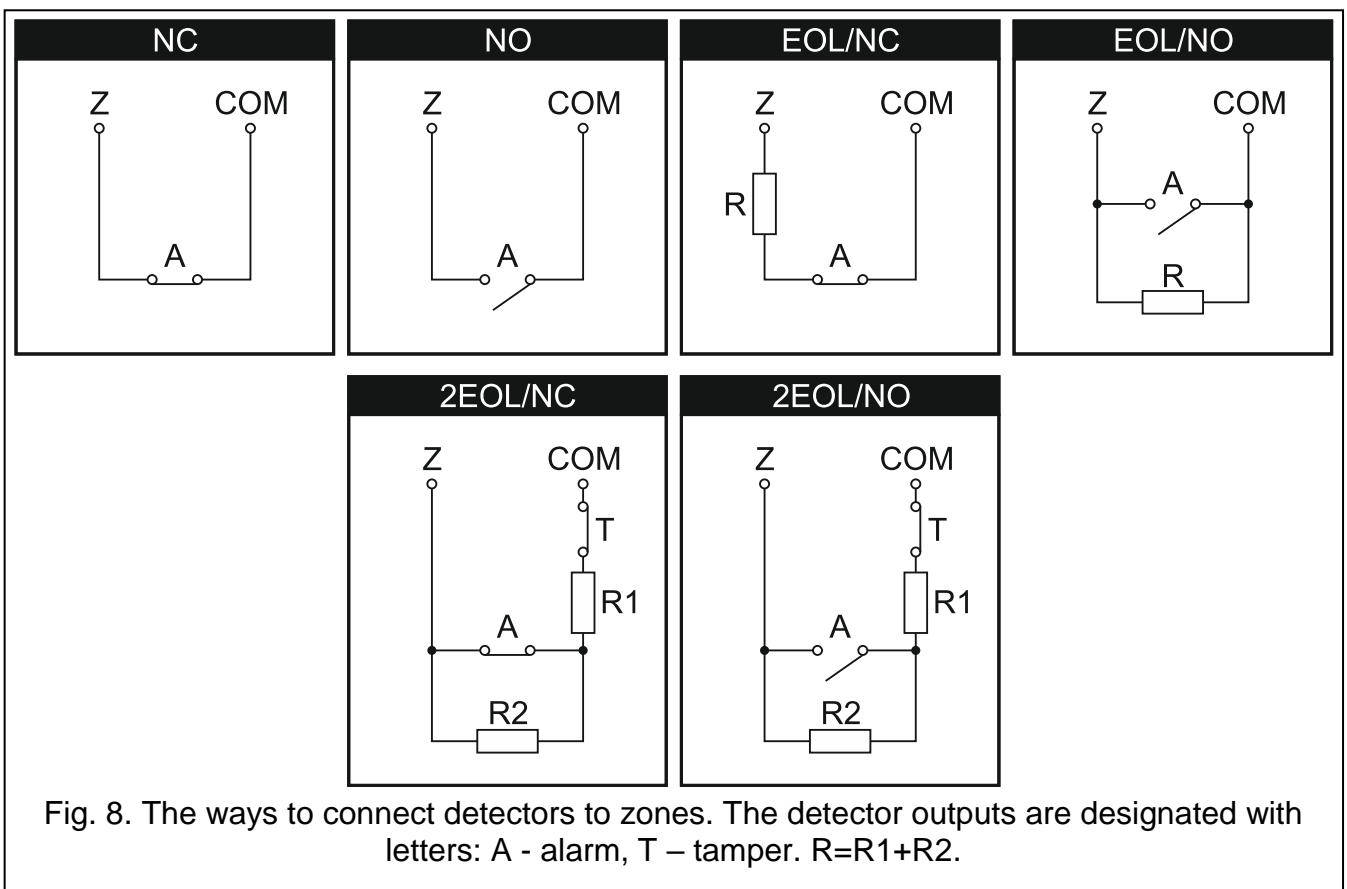 NC
Z COM
A
NO
Z COM
A
EOL/NC
Z COM
R
A
EOL/NO
Z COM
A
R
2EOL/NC
Z COM
T
R1
A
R2
2EOL/NO
Z COM
T
R1
A
R2
Fig. 8. The ways to connect detectors to zones. The detector outputs are designated with
letters: A - alarm, T – tamper. R=R1+R2.